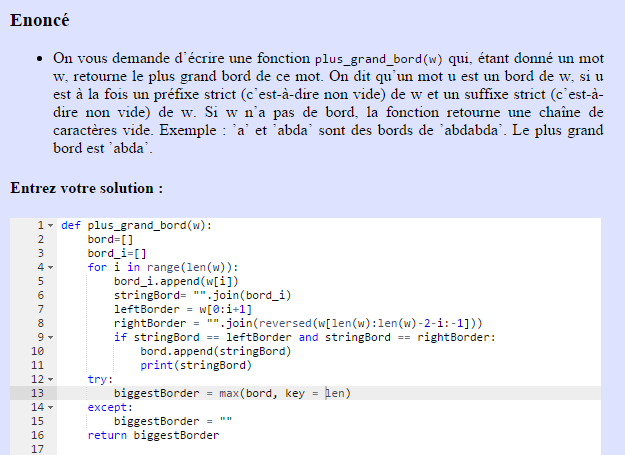 Enoncé
• On vous demande d'écrire une fonction plus_grand_bord(w) qui, étant donné un mot
w, retourne le plus grand bord de ce mot. On dit qu'un mot u est un bord de w, si u
est à la fois un préfixe strict (c'est-à-dire non vide) de w et un suffixe strict (c'est-à-
dire non vide) de w. Si w n'a pas de bord, la fonction retourne une chaîne de
caractères vide. Exemple : 'a' et 'abda' sont des bords de 'abdabda'. Le plus grand
bord est 'abda'.
Entrez votre solution :
1 def plus_grand_bord(w):
2     bord=[]
3     bord_i=[]
4     for i in range(len(w)):
5         bord_i.append(w[i])
6         stringBord= "".join(bord_i)
7         leftBorder = w[0:i+1]
8         rightBorder = "".join(reversed(w[len(w):len(w)-2-i:-1]))
9         if stringBord == leftBorder and stringBord == rightBorder:
10             bord.append(stringBord)
11             print(stringBord)
12     try:
13         biggestBorder = max(bord, key = len)
14     except:
15         biggestBorder = ""
16     return biggestBorder
17